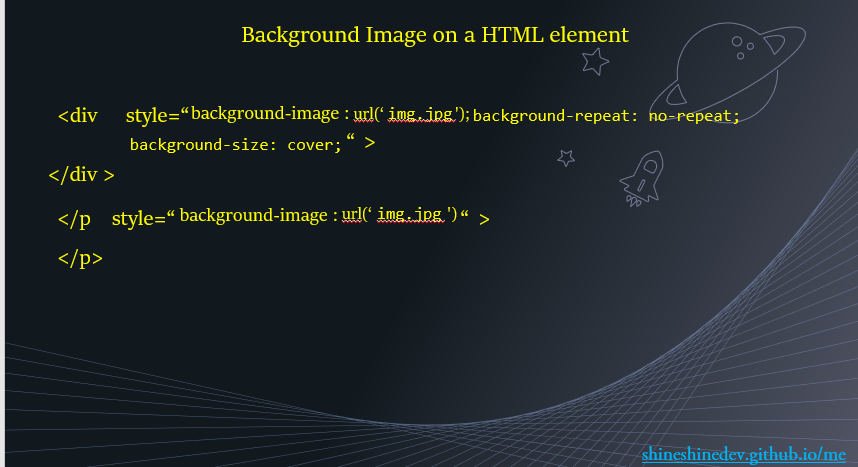 Background Image on a HTML element
<div style=“ background-image : url(‘ img.jpg'); background-repeat: no-repeat;
background-size: cover; “ >
</div >
</p style=“ background-image : url(‘ img.jpg ') “ >
</p>
shineshinedev.github.io/me